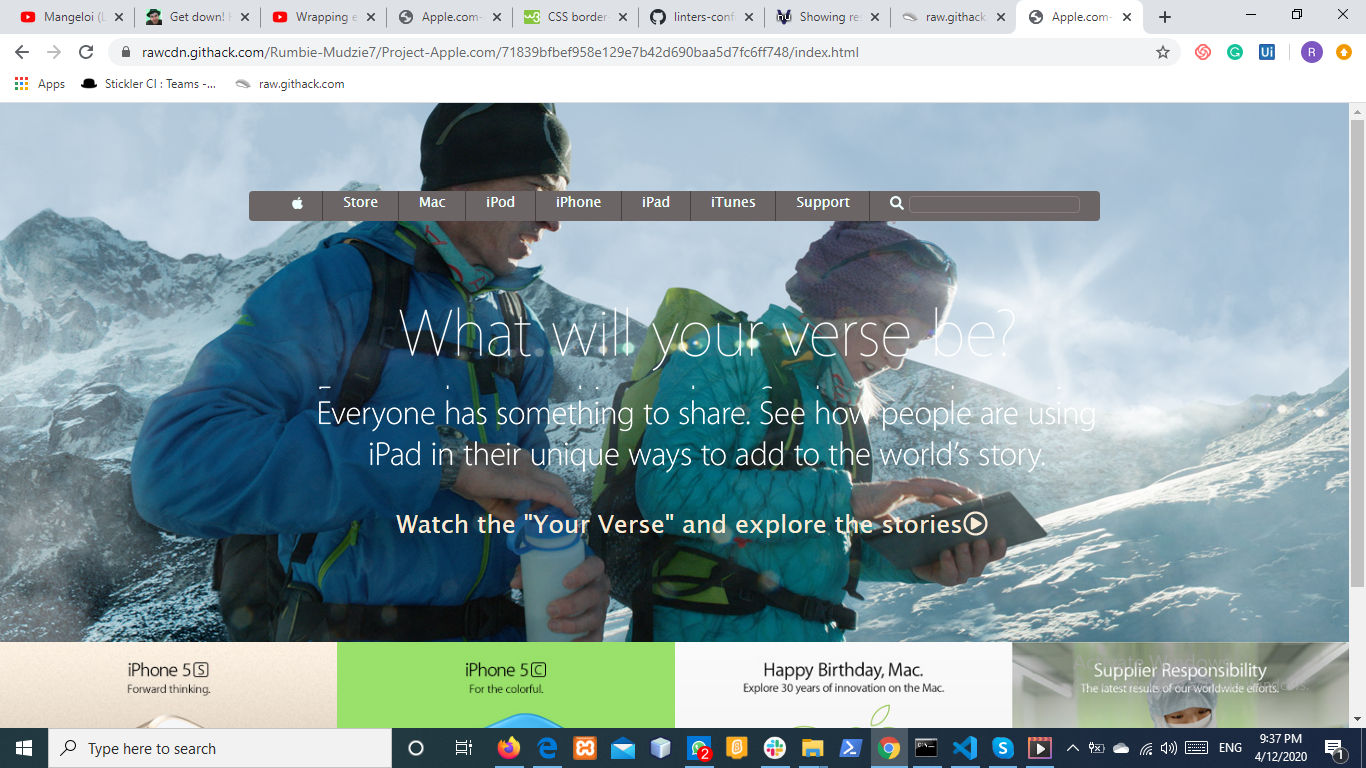 Mangeloi (L
Get down! H
Wrapping e
Apple.com-
CSS border
linters-conf
Showing re
raw.githack
Apple.com-
rawcdn.githack.com/Rumbie-Mudzie7/Project-Apple.com/71839bfbef958e129e7b42d690baa5d7fc6ff748/index.html
R
Apps
Stickler CI : Teams -...
raw.githack.com
Store
Mac
iPod
iPhone
iPad
iTunes
Support
What will your verse be?
Everyone has something to share. See how people are using
iPad in their unique ways to add to the world's story.
Watch the "Your Verse" and explore the stories
iPhone 5S
Forward thinking.
iPhone 5C
For the colorful.
Happy Birthday, Mac.
Explore 30 years of innovation on the Mac.
Supplier Responsibility
The latest results of our worldwide efforts.
Activate Windows
Type here to search
2
ENG
9:37 PM
4/12/2020
1